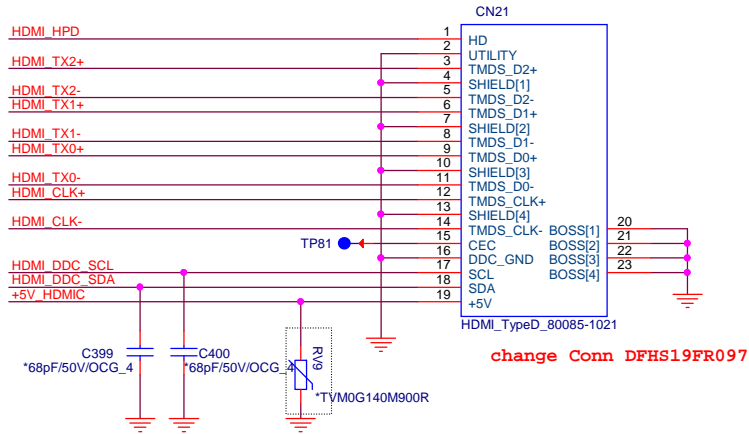 CN21
HDMI_HPD 1 HD
2 UTILITY
HDMI_TX2+ 3 TMDS_D2+
4 SHIELD[1]
HDMI_TX2- 5 TMDS_D2-
HDMI_TX1+ 6 TMDS_D1+
7 SHIELD[2]
HDMI_TX1- 8 TMDS_D1-
HDMI_TX0+ 9 TMDS_D0+
10 SHIELD[3]
HDMI_TX0- 11 TMDS_D0-
HDMI_CLK+ 12 TMDS_CLK+
13 SHIELD[4]
HDMI_CLK- 14 TMDS_CLK- BOSS[1] 20
TP81 15 CEC BOSS[2] 21
16 DDC_GND BOSS[3] 22
HDMI_DDC_SCL 17 SCL BOSS[4] 23
HDMI_DDC_SDA 18 SDA
+5V_HDMIC 19 +5V
HDMI_TypeD_80085-1021
change Conn DFHS19FR097
C399
*68pF/50V/OCG_4
C400
*68pF/50V/OCG_4
RV9
*TVM0G140M900R